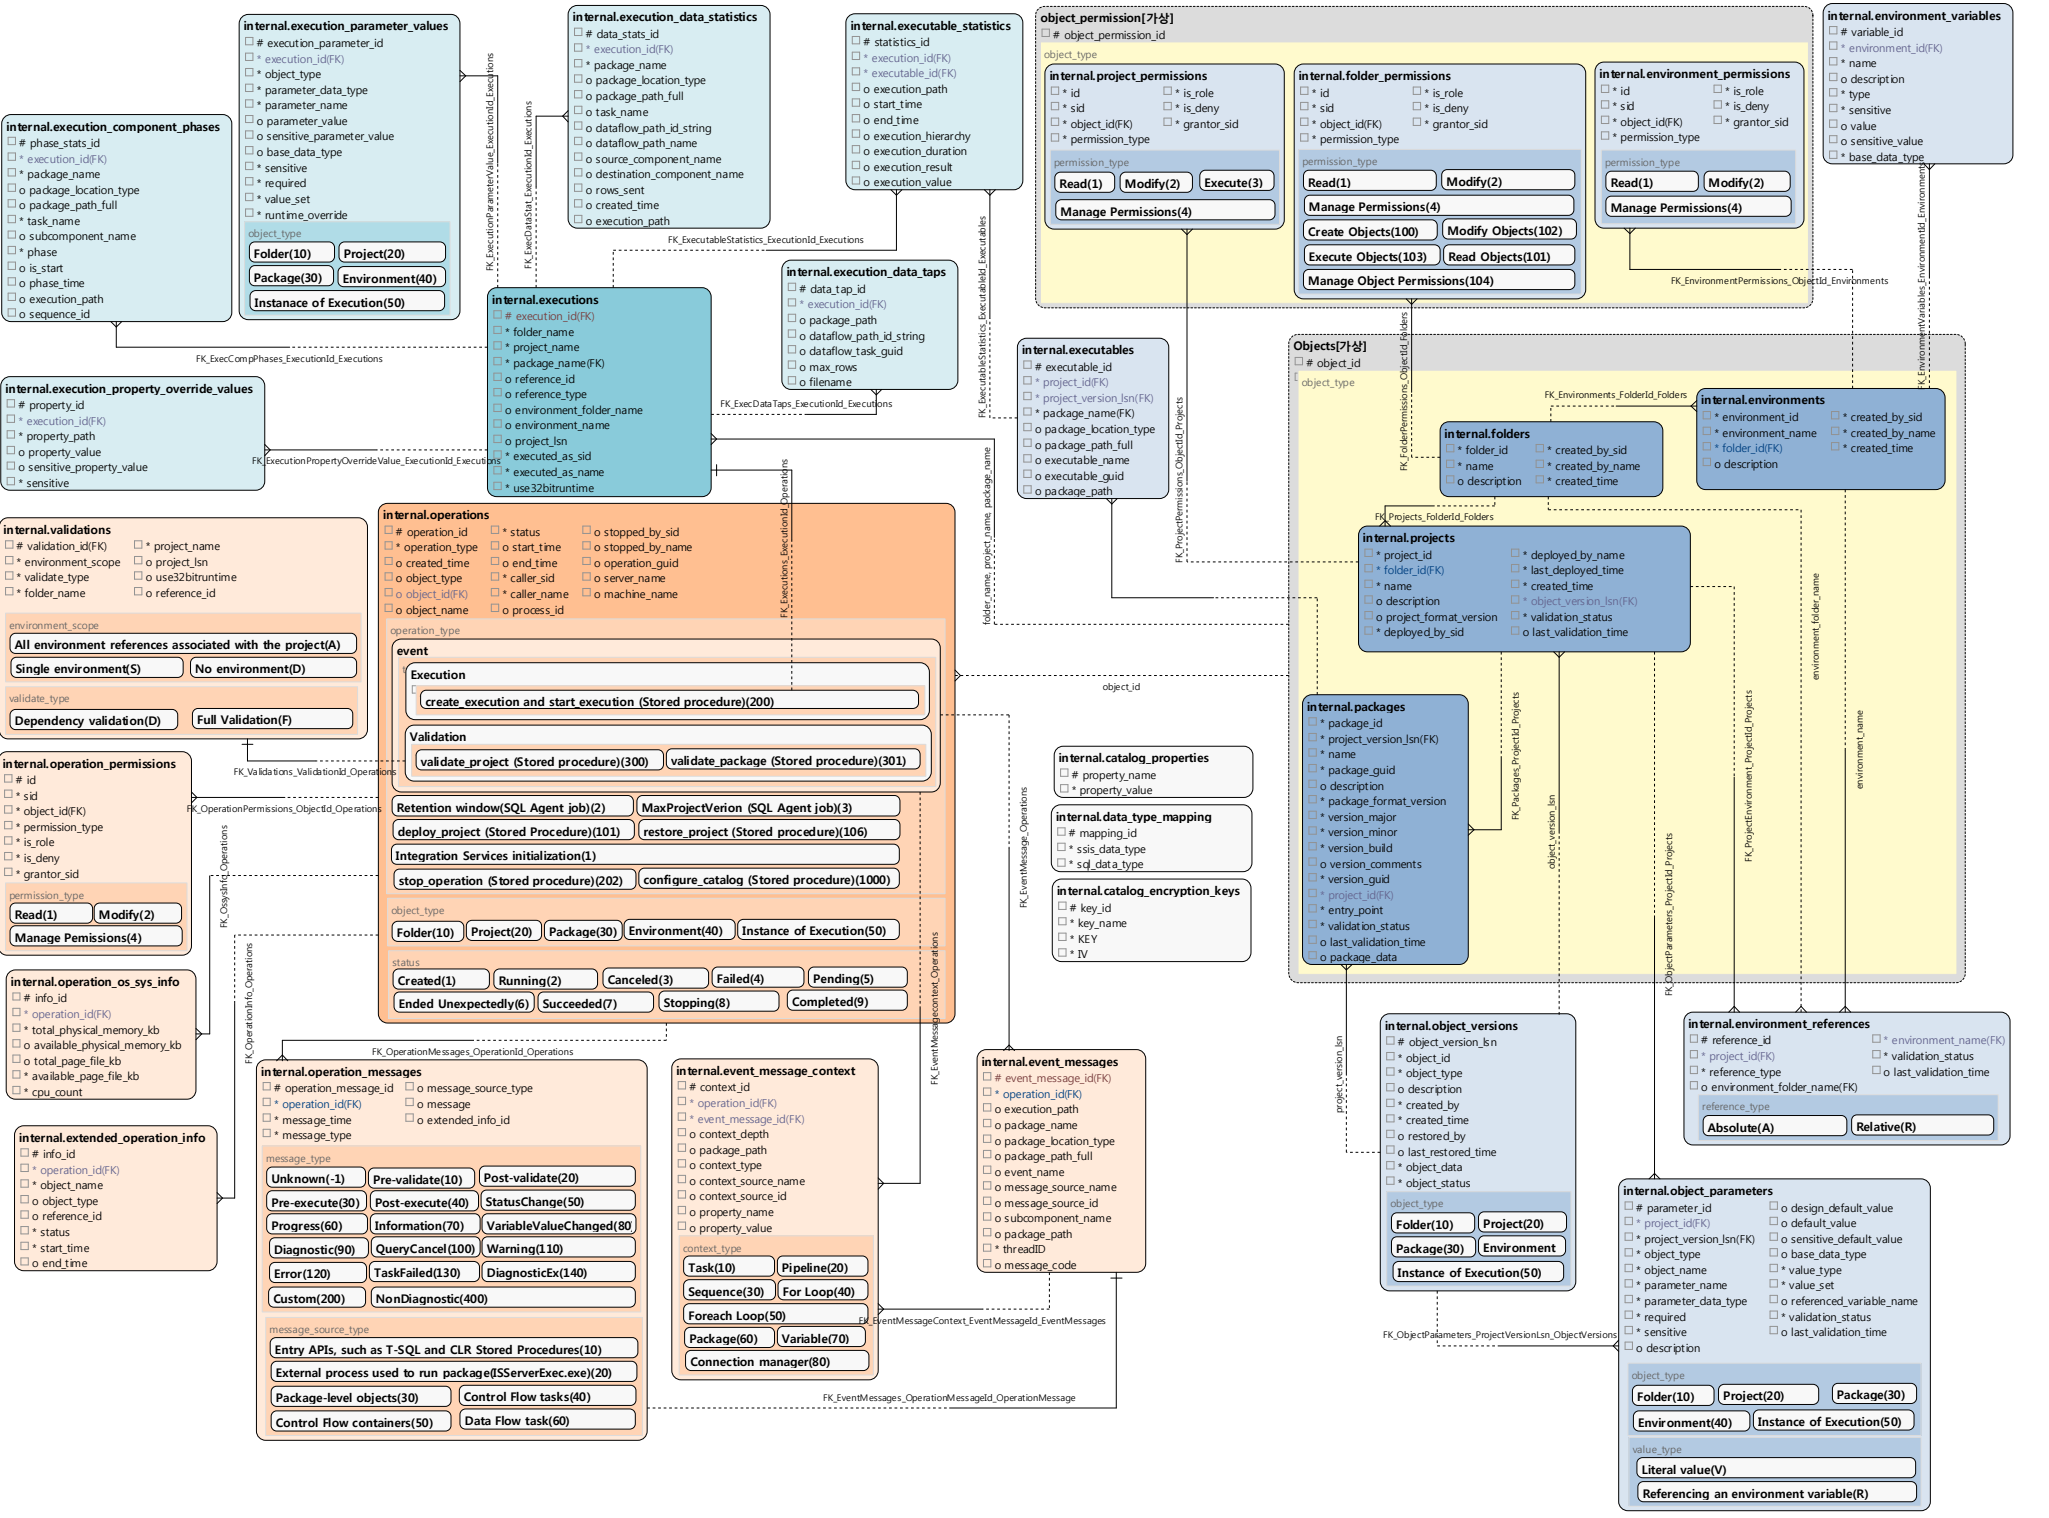 internal.execution_parameter_values
# execution_parameter_id
* execution_id(FK)
* object_type
* parameter_data_type
* parameter_name
o parameter_value
o sensitive_parameter_value
o base_data_type
* sensitive
* required
* value_set
* runtime_override
object_type
Folder(10) Project(20)
Package(30) Environment(40)
Instanace of Execution(50)
internal.execution_data_statistics
# data_stats_id
* execution_id(FK)
* package_name
o package_location_type
o package_path_full
o task_name
o dataflow_path_id_string
o dataflow_path_name
o source_component_name
o destination_component_name
o rows_sent
o created_time
o execution_path
internal.executable_statistics
# statistics_id
* execution_id(FK)
* executable_id(FK)
o execution_path
o start_time
o end_time
o execution_hierarchy
o execution_duration
o execution_result
o execution_value
object_permission[가상]
# object_permission_id
object_type
internal.project_permissions
* id * is_role
* sid * is_deny
* object_id(FK) * grantor_sid
* permission_type
permission_type
Read(1) Modify(2) Execute(3)
Manage Permissions(4)
internal.folder_permissions
* id * is_role
* sid * is_deny
* object_id(FK) * grantor_sid
* permission_type
permission_type
Read(1) Modify(2)
Manage Permissions(4)
Create Objects(100) Modify Objects(102)
Execute Objects(103) Read Objects(101)
Manage Object Permissions(104)
internal.environment_permissions
* id * is_role
* sid * is_deny
* object_id(FK) * grantor_sid
* permission_type
permission_type
Read(1) Modify(2)
Manage Permissions(4)
internal.environment_variables
# variable_id
* environment_id(FK)
* name
o description
* type
* sensitive
o value
o sensitive_value
* base_data_type
internal.execution_component_phases
# phase_stats_id
* execution_id(FK)
* package_name
o package_location_type
o package_path_full
* task_name
o subcomponent_name
* phase
o is_start
o phase_time
o execution_path
o sequence_id
FK_ExecutionParameterValue_ExecutionId_Executions
FK_ExecDataStat_ExecutionId_Executions
FK_ExecutableStatistics_ExecutionId_Executions
FK_ExecutableStatistics_ExecutableId_Executables
FK_EnvironmentPermissions_ObjectId_Environments
FK_EnvironmentVariables_EnvironmentId_Environments
FK_FolderPermissions_ObjectId_Folders
FK_ProjectPermissions_ObjectId_Projects
FK_ExecCompPhases_ExecutionId_Executions
internal.execution_data_taps
# data_tap_id
* execution_id(FK)
o package_path
o dataflow_path_id_string
o dataflow_task_guid
o max_rows
o filename
FK_ExecDataTaps_ExecutionId_Executions
internal.executions
# execution_id(FK)
* folder_name
* project_name
* package_name(FK)
o reference_id
o reference_type
o environment_folder_name
o environment_name
o project_lsn
* executed_as_sid
* executed_as_name
* use32bitruntime
internal.execution_property_override_values
# property_id
* execution_id(FK)
* property_path
o property_value
o sensitive_property_value
* sensitive
FK_ExecutionPropertyOverrideValue_ExecutionId_Executions
FK_Executions_ExecutionId_Operations
internal.executables
# executable_id
* project_id(FK)
* project_version_lsn(FK)
* package_name(FK)
o package_location_type
o package_path_full
o executable_name
o executable_guid
o package_path
folder_name, project_name, package_name
Objects[가상]
# object_id
object_type
internal.folders
* folder_id * created_by_sid
* name * created_by_name
o description * created_time
FK_Environments_FolderId_Folders
internal.environments
* environment_id * created_by_sid
* environment_name * created_by_name
* folder_id(FK) * created_time
o description
FK_Projects_FolderId_Folders
internal.projects
* project_id * deployed_by_name
* folder_id(FK) * last_deployed_time
* name * created_time
o description * object_version_lsn(FK)
o project_format_version * validation_status
* deployed_by_sid o last_validation_time
environment_folder_name
environment_name
FK_Packages_ProjectId_Projects
object_version_lsn
FK_ProjectEnvironment_ProjectId_Projects
FK_ObjectParameters_ProjectId_Projects
internal.packages
* package_id
* project_version_lsn(FK)
* name
* package_guid
o description
* package_format_version
* version_major
* version_minor
* version_build
o version_comments
* version_guid
* project_id(FK)
* entry_point
* validation_status
o last_validation_time
o package_data
internal.validations
# validation_id(FK) * project_name
* environment_scope o project_lsn
* validate_type o use32bitruntime
* folder_name o reference_id
environment_scope
All environment references associated with the project(A)
Single environment(S) No environment(D)
validate_type
Dependency validation(D) Full Validation(F)
FK_Validations_ValidationId_Operations
internal.operations
# operation_id * status o stopped_by_sid
* operation_type o start_time o stopped_by_name
o created_time o end_time o operation_guid
o object_type * caller_sid o server_name
o object_id(FK) * caller_name o machine_name
o object_name o process_id
operation_type
event
Execution
create_execution and start_execution (Stored procedure)(200)
Validation
validate_project (Stored procedure)(300) validate_package (Stored procedure)(301)
Retention window(SQL Agent job)(2) MaxProjectVerion (SQL Agent job)(3)
deploy_project (Stored Procedure)(101) restore_project (Stored procedure)(106)
Integration Services initialization(1)
stop_operation (Stored procedure)(202) configure_catalog (Stored procedure)(1000)
object_type
Folder(10) Project(20) Package(30) Environment(40) Instance of Execution(50)
status
Created(1) Running(2) Canceled(3) Failed(4) Pending(5)
Ended Unexpectedly(6) Succeeded(7) Stopping(8) Completed(9)
object_id
internal.operation_permissions
# id
* sid
* object_id(FK)
* permission_type
* is_role
* is_deny
* grantor_sid
permission_type
Read(1) Modify(2)
Manage Pemissions(4)
FK_OperationPermissions_ObjectId_Operations
FK_OssysInfo_Operations
FK_OperationInfo_Operations
FK_EventMessage_Operations
FK_EventMessagecontext_Operations
internal.catalog_properties
# property_name
* property_value
internal.data_type_mapping
# mapping_id
* ssis_data_type
* sql_data_type
internal.catalog_encryption_keys
# key_id
* key_name
* KEY
* IV
internal.operation_os_sys_info
# info_id
* operation_id(FK)
* total_physical_memory_kb
o available_physical_memory_kb
o total_page_file_kb
* available_page_file_kb
* cpu_count
internal.extended_operation_info
# info_id
* operation_id(FK)
* object_name
o object_type
o reference_id
* status
* start_time
o end_time
FK_OperationMessages_OperationId_Operations
internal.operation_messages
# operation_message_id o message_source_type
* operation_id(FK) o message
* message_time o extended_info_id
* message_type
message_type
Unknown(-1) Pre-validate(10) Post-validate(20)
Pre-execute(30) Post-execute(40) StatusChange(50)
Progress(60) Information(70) VariableValueChanged(80)
Diagnostic(90) QueryCancel(100) Warning(110)
Error(120) TaskFailed(130) DiagnosticEx(140)
Custom(200) NonDiagnostic(400)
message_source_type
Entry APIs, such as T-SQL and CLR Stored Procedures(10)
External process used to run package(ISServerExec.exe)(20)
Package-level objects(30) Control Flow tasks(40)
Control Flow containers(50) Data Flow task(60)
internal.event_message_context
# context_id
* operation_id(FK)
* event_message_id(FK)
o context_depth
o package_path
o context_type
o context_source_name
o context_source_id
o property_name
o property_value
context_type
Task(10) Pipeline(20)
Sequence(30) For Loop(40)
Foreach Loop(50)
Package(60) Variable(70)
Connection manager(80)
internal.event_messages
# event_message_id(FK)
* operation_id(FK)
o execution_path
o package_name
o package_location_type
o package_path_full
o event_name
o message_source_name
o message_source_id
o subcomponent_name
o package_path
* threadID
o message_code
FK_EventMessageContext_EventMessageId_EventMessages
FK_EventMessages_OperationMessageId_OperationMessage
project_version_lsn
internal.object_versions
# object_version_lsn
* object_id
* object_type
o description
* created_by
* created_time
o restored_by
o last_restored_time
* object_data
* object_status
object_type
Folder(10) Project(20)
Package(30) Environment
Instance of Execution(50)
internal.environment_references
# reference_id * environment_name(FK)
* project_id(FK) * validation_status
* reference_type o last_validation_time
o environment_folder_name(FK)
reference_type
Absolute(A) Relative(R)
FK_ObjectParameters_ProjectVersionLsn_ObjectVersions
internal.object_parameters
# parameter_id o design_default_value
* project_id(FK) o default_value
* project_version_lsn(FK) o sensitive_default_value
* object_type o base_data_type
* object_name * value_type
* parameter_name * value_set
* parameter_data_type o referenced_variable_name
* required * validation_status
* sensitive o last_validation_time
o description
object_type
Folder(10) Project(20) Package(30)
Environment(40) Instance of Execution(50)
value_type
Literal value(V)
Referencing an environment variable(R)